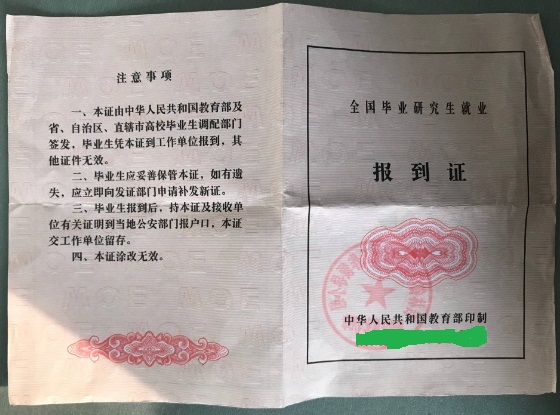 注意事项
一、本证由中华人民共和国教育部及
省、自治区、直辖市高校毕业生调配部门
签发，毕业生凭本证到工作单位报到，其
他证件无效。
二、毕业生应妥善保管本证，如有遗
失，应立即向发证部门申请补发新证。
三、毕业生报到后，持本证及接收单
位有关证明到当地公安部门报户口，本证
交工作单位留存。
四、本证涂改无效。
全国毕业研究生就业
报到证
中华人民共和国教育部印制